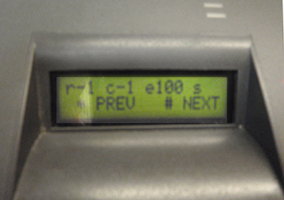 r-1 c-1 e100 s
* PREV # NEXT